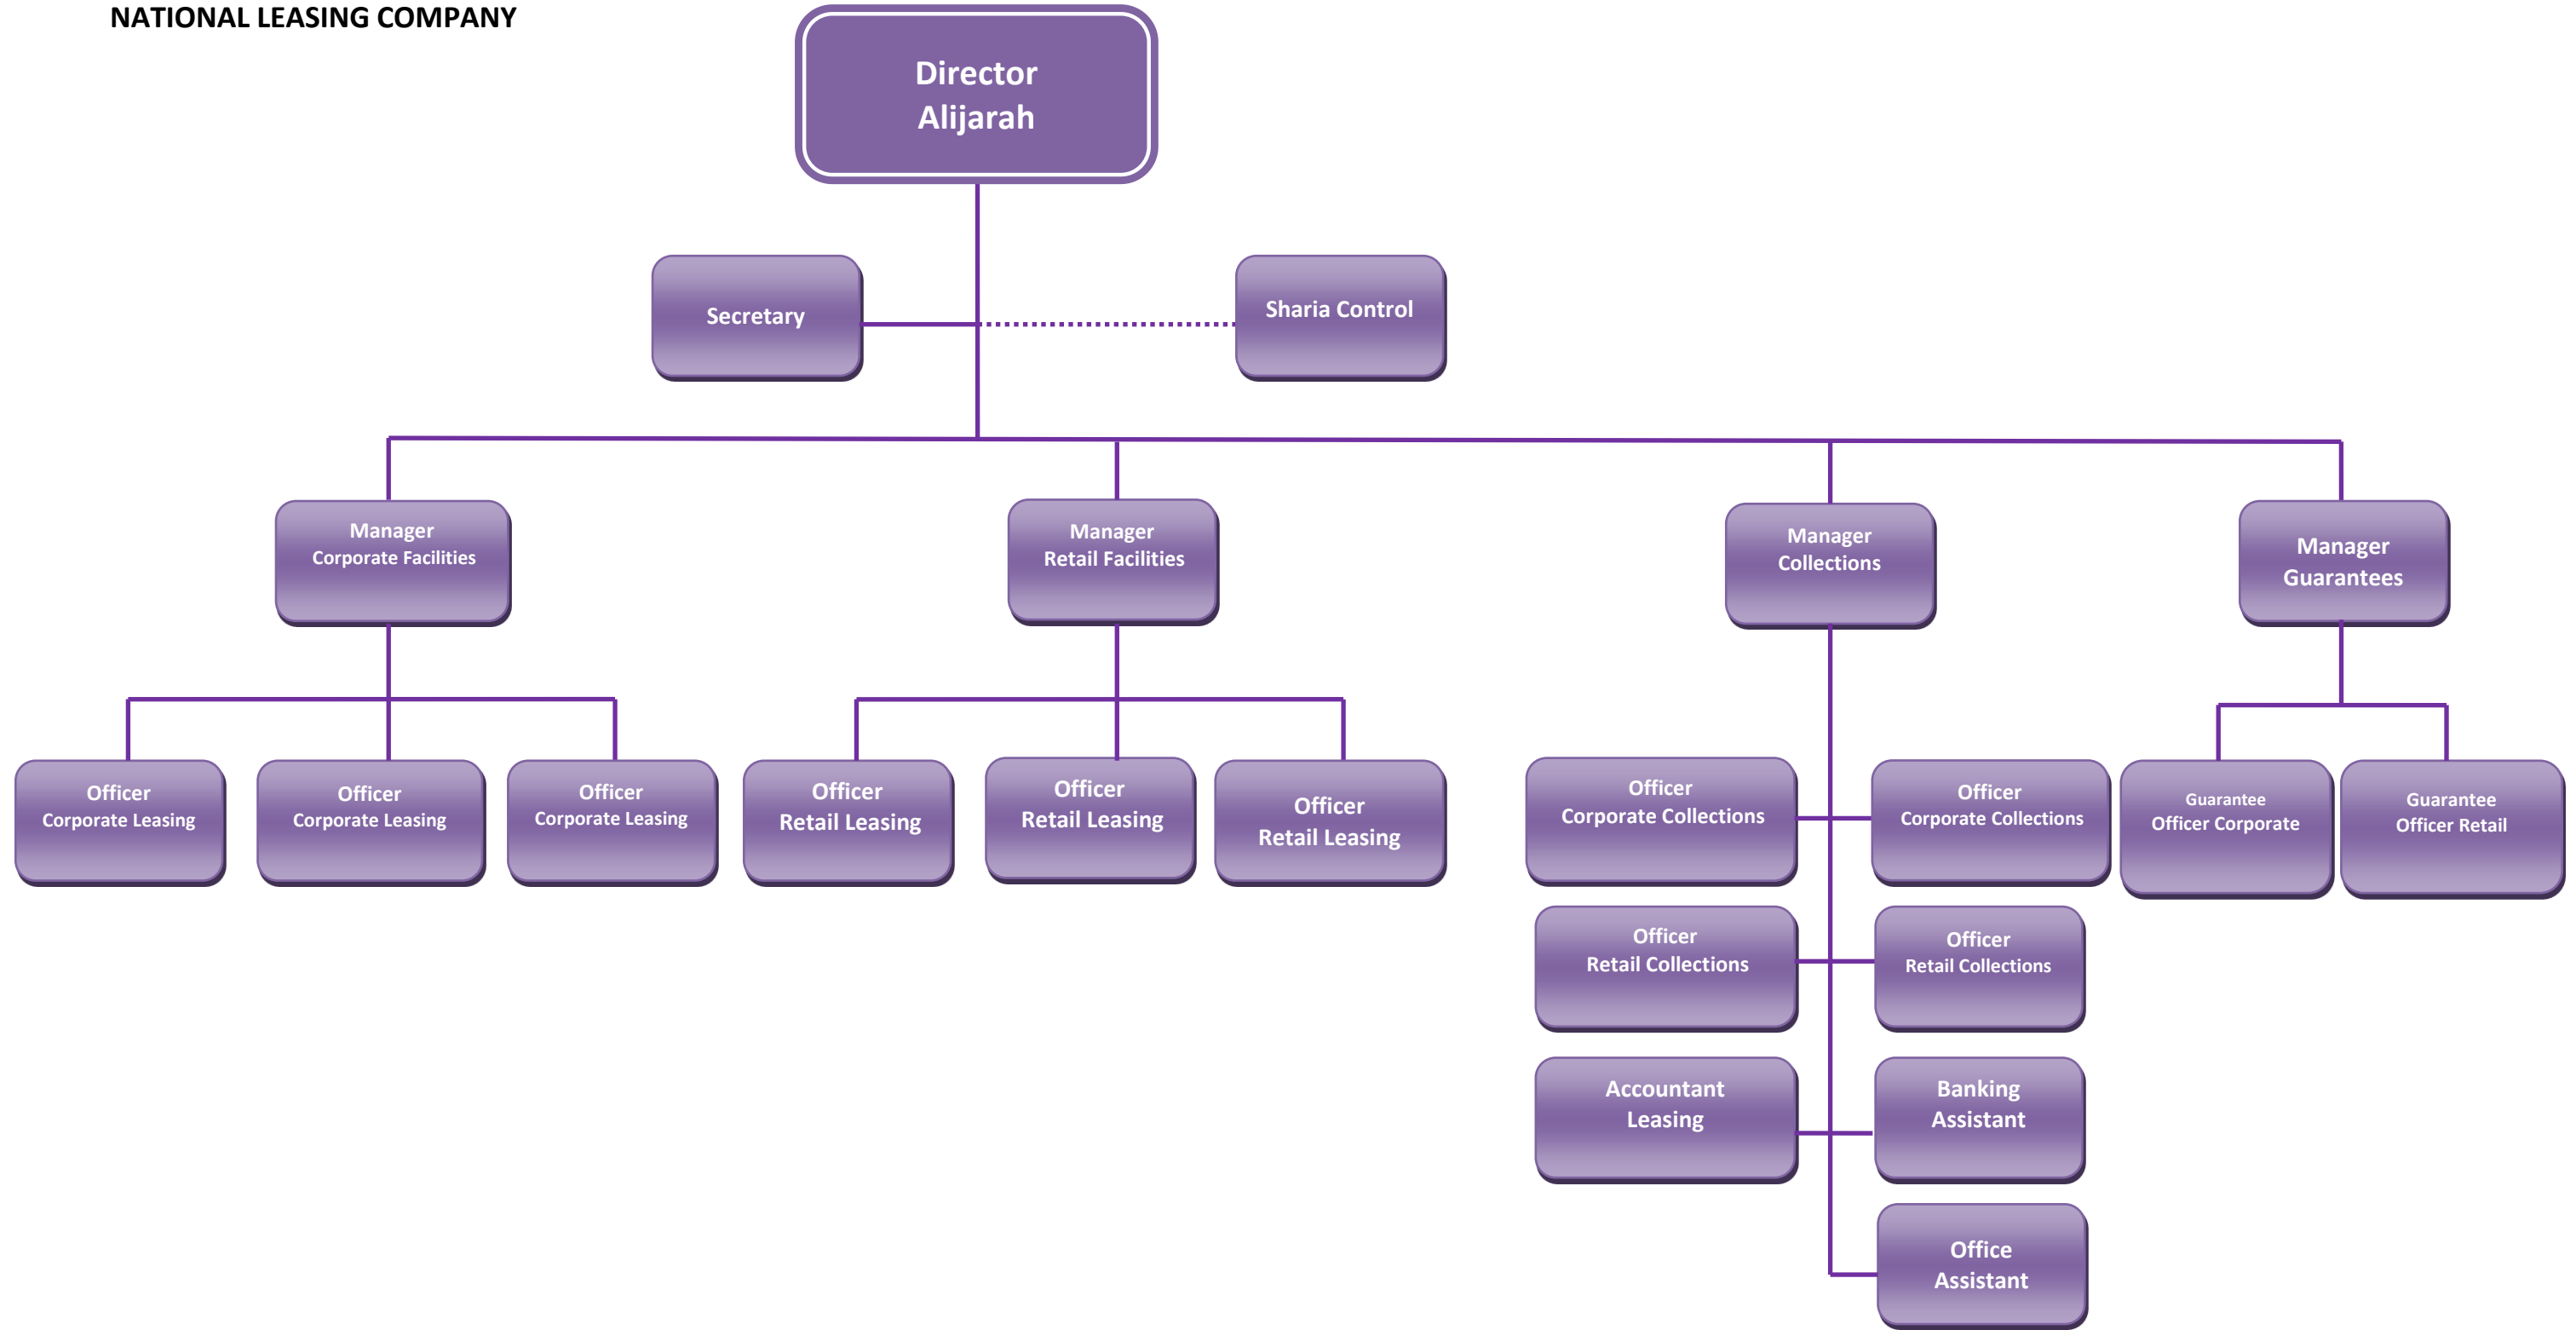 NATIONAL LEASING COMPANY
Director
Alijarah
Secretary
Sharia Control
Manager
Corporate Facilities
Manager
Retail Facilities
Manager
Collections
Manager
Guarantees
Officer
Corporate Leasing
Officer
Corporate Leasing
Officer
Corporate Leasing
Officer
Retail Leasing
Officer
Retail Leasing
Officer
Retail Leasing
Officer
Corporate Collections
Officer
Corporate Collections
Guarantee
Officer Corporate
Guarantee
Officer Retail
Officer
Retail Collections
Officer
Retail Collections
Accountant
Leasing
Banking
Assistant
Office
Assistant